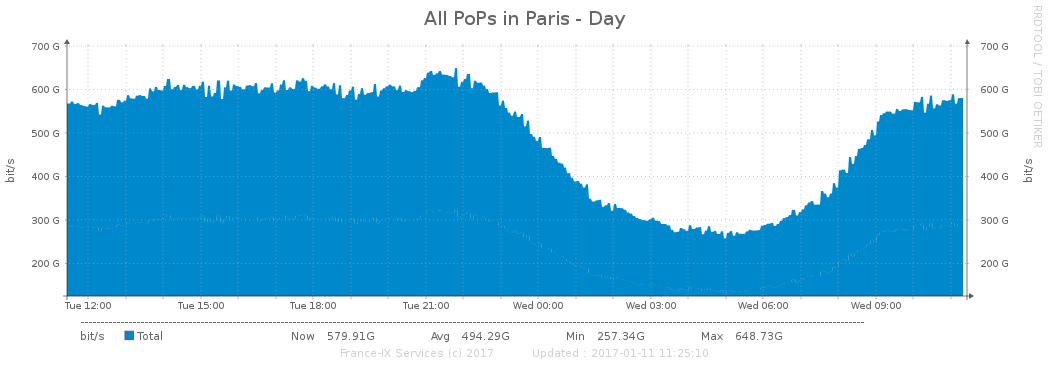 All PoPs in Paris - Day
RRDTOOL / TOBI OETIKER
700 G 700 G
600 G 600 G
500 G 500 G
400 G 400 G
300 G 300 G
200 G 200 G
bit/s
bit/s
Tue 12:00 Tue 15:00 Tue 18:00 Tue 21:00 Wed 00:00 Wed 03:00 Wed 06:00 Wed 09:00
bit/s Total Now 579.91G Avg 494.29G Min 257.34G Max 648.73G
France-IX Services (c) 2017 Updated : 2017-01-11 11:25:10